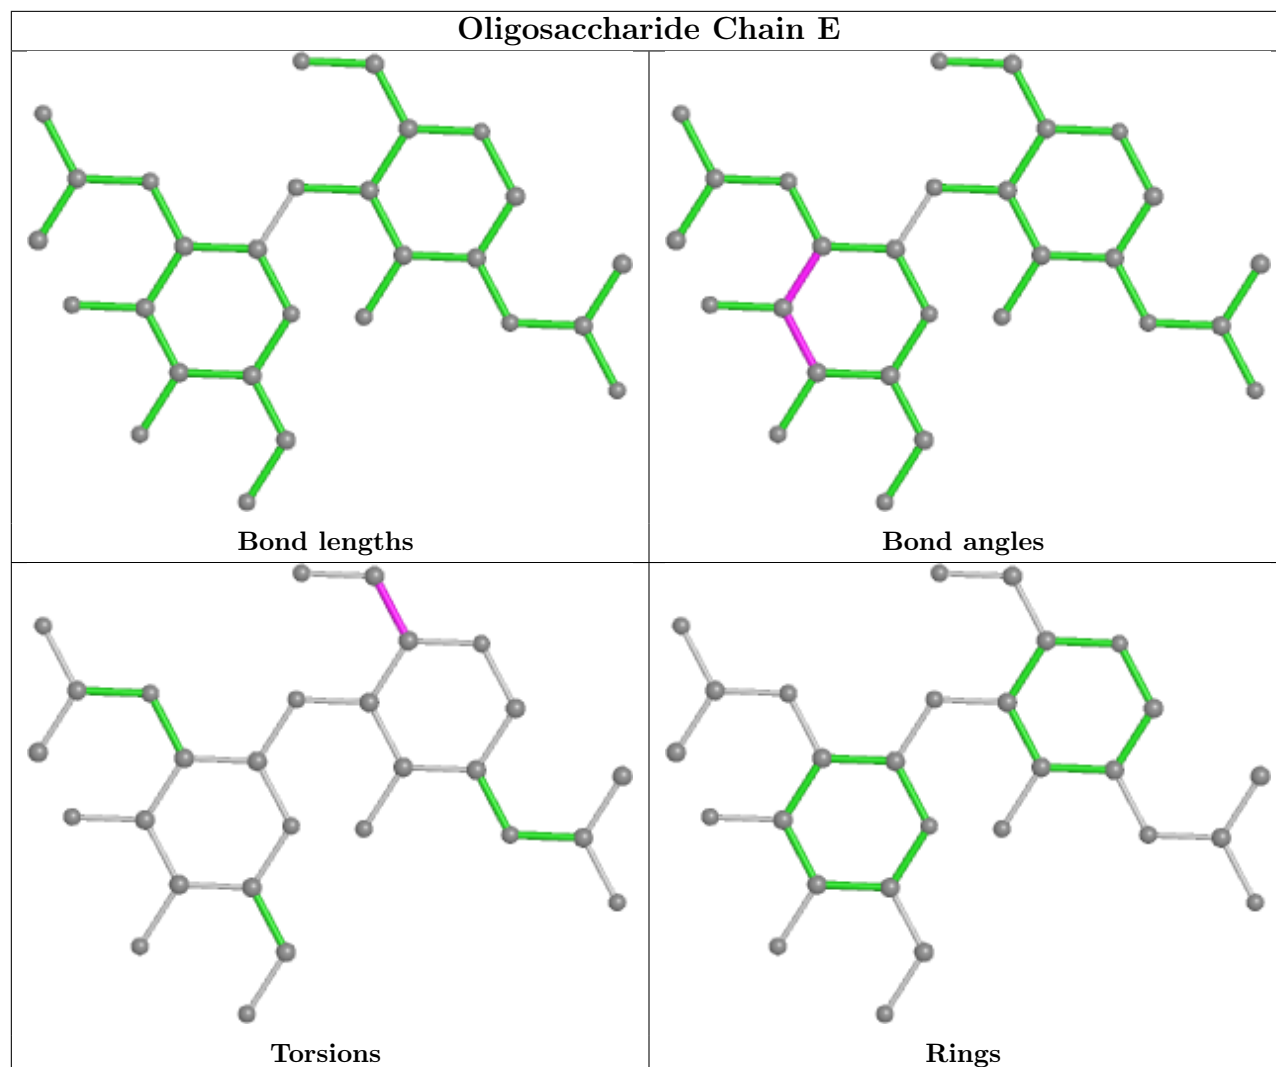 Oligosaccharide Chain E
Bond lengths
Bond angles
Torsions
Rings